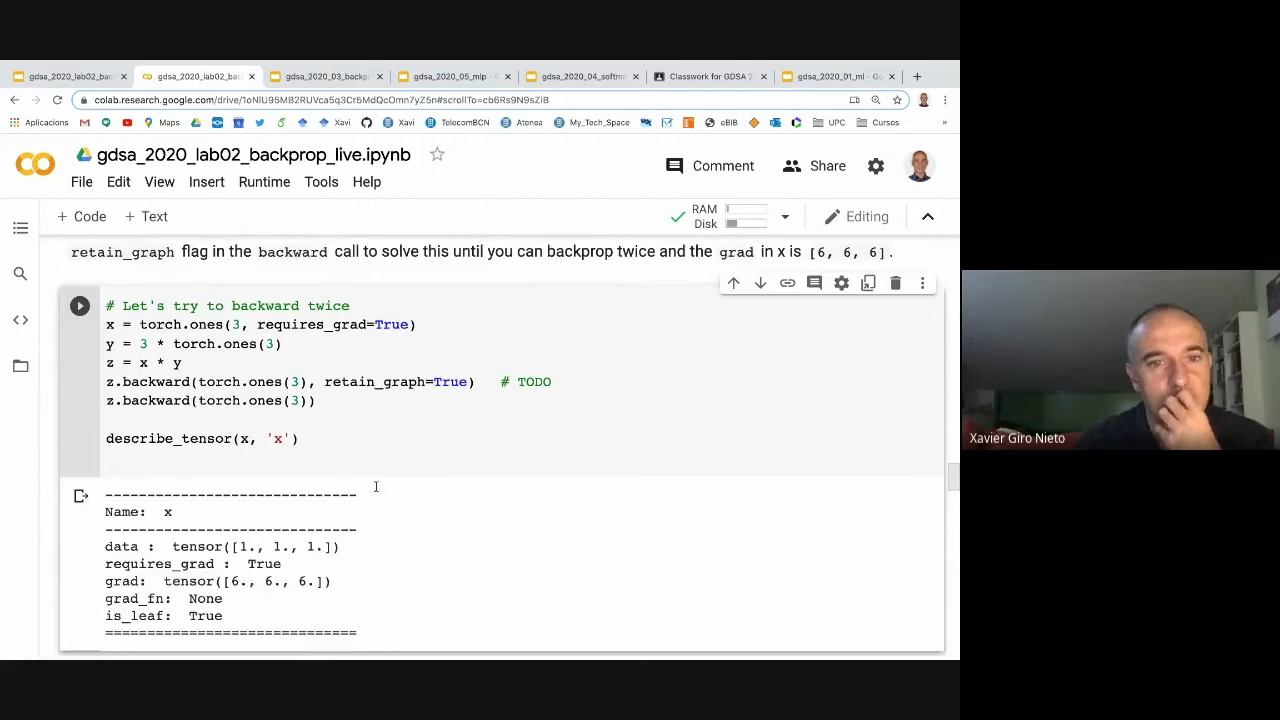 gdsa_2020_lab02_bac
gdsa_2020_lab02_bac
gdsa_2020_03_backp
gdsa_2020_05_mlp - G
gdsa_2020_04_softm
Classwork for GDSA 2
gdsa_2020_01_ml - G
colab.research.google.com/drive/1oNlU95MB2RUVca5q3Cr5MdQcOmn7yZ5n#scrollTo=cb6Rs9N9sZiB
Aplicacions
Maps
Xavi
Xavi
TelecomBCN
Atenea
My_Tech_Space
eBIB
UPC
Cursos
»
gdsa_2020_lab02_backprop_live.ipynb
Comment
Share
File Edit View Insert Runtime Tools Help
+ Code + Text
RAM
Disk
Editing
retain_graph flag in the backward call to solve this until you can backprop twice and the grad in x is [6, 6, 6].
# Let's try to backward twice
x = torch.ones(3, requires_grad=True)
y = 3 * torch.ones(3)
z = x * y
z.backward(torch.ones(3), retain_graph=True) # TODO
z.backward(torch.ones(3))
describe_tensor(x, 'x')
------------------------------
Name: x
------------------------------
data : tensor([1., 1., 1.])
requires_grad : True
grad: tensor([6., 6., 6.])
grad_fn: None
is_leaf: True
==============================
Xavier Giro Nieto